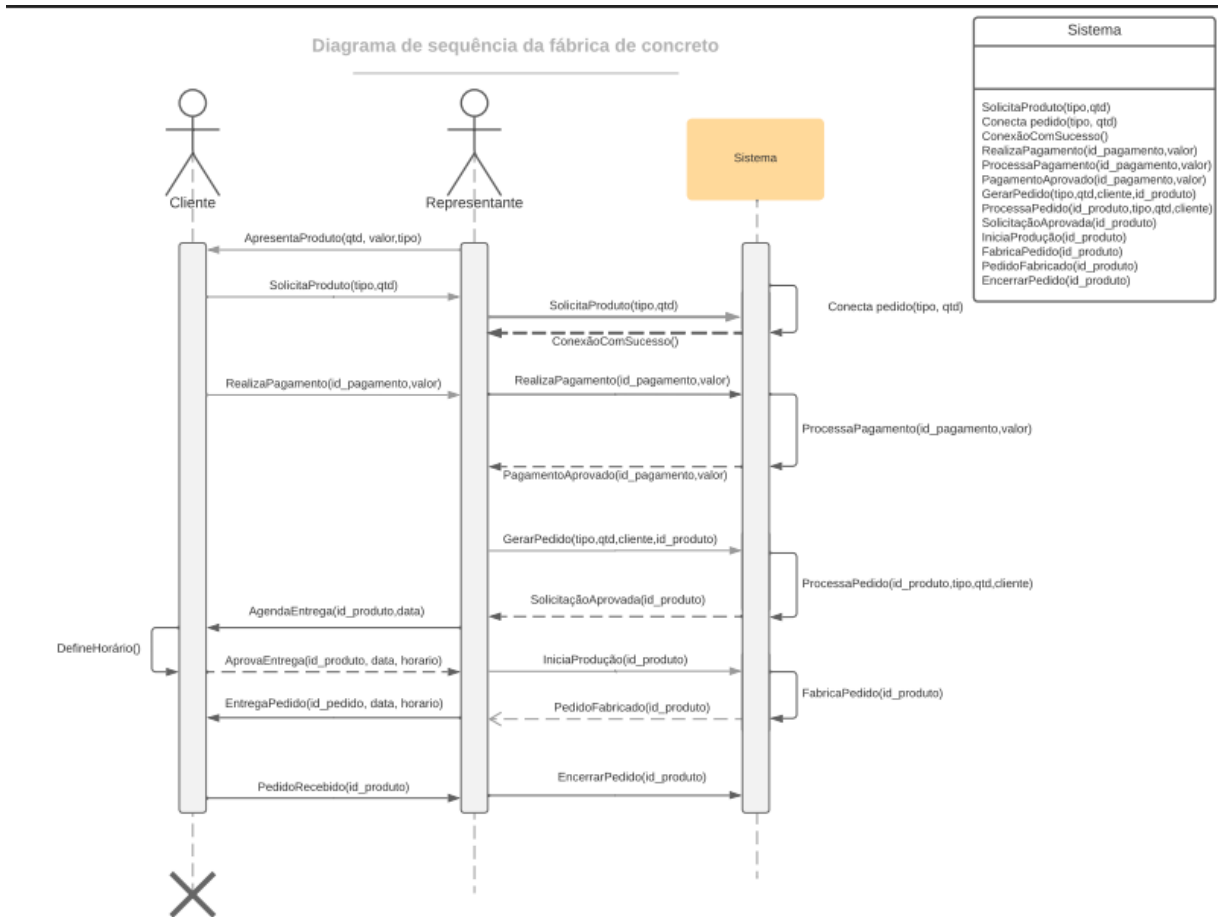 Diagrama de sequência da fábrica de concreto
Sistema
SolicitaProduto(tipo,qtd)
Conecta pedido(tipo, qtd)
ConexãoComSucesso()
RealizaPagamento(id_pagamento,valor)
ProcessaPagamento(id_pagamento,valor)
PagamentoAprovado(id_pagamento,valor)
GerarPedido(tipo,qtd,cliente,id_produto)
ProcessaPedido(id_produto,tipo,qtd,cliente)
SolicitaçãoAprovada(id_produto)
IniciaProdução(id_produto)
FabricaPedido(id_produto)
PedidoFabricado(id_produto)
EncerrarPedido(id_produto)
Cliente
Representante
Sistema
ApresentaProduto(qtd, valor,tipo)
SolicitaProduto(tipo,qtd)
SolicitaProduto(tipo,qtd)
Conecta pedido(tipo, qtd)
ConexãoComSucesso()
RealizaPagamento(id_pagamento,valor)
RealizaPagamento(id_pagamento,valor)
ProcessaPagamento(id_pagamento,valor)
PagamentoAprovado(id_pagamento,valor)
GerarPedido(tipo,qtd,cliente,id_produto)
ProcessaPedido(id_produto,tipo,qtd,cliente)
SolicitaçãoAprovada(id_produto)
AgendaEntrega(id_produto,data)
DefineHorário()
AprovaEntrega(id_produto, data, horario)
IniciaProdução(id_produto)
FabricaPedido(id_produto)
EntregaPedido(id_pedido, data, horario)
PedidoFabricado(id_produto)
PedidoRecebido(id_produto)
EncerrarPedido(id_produto)